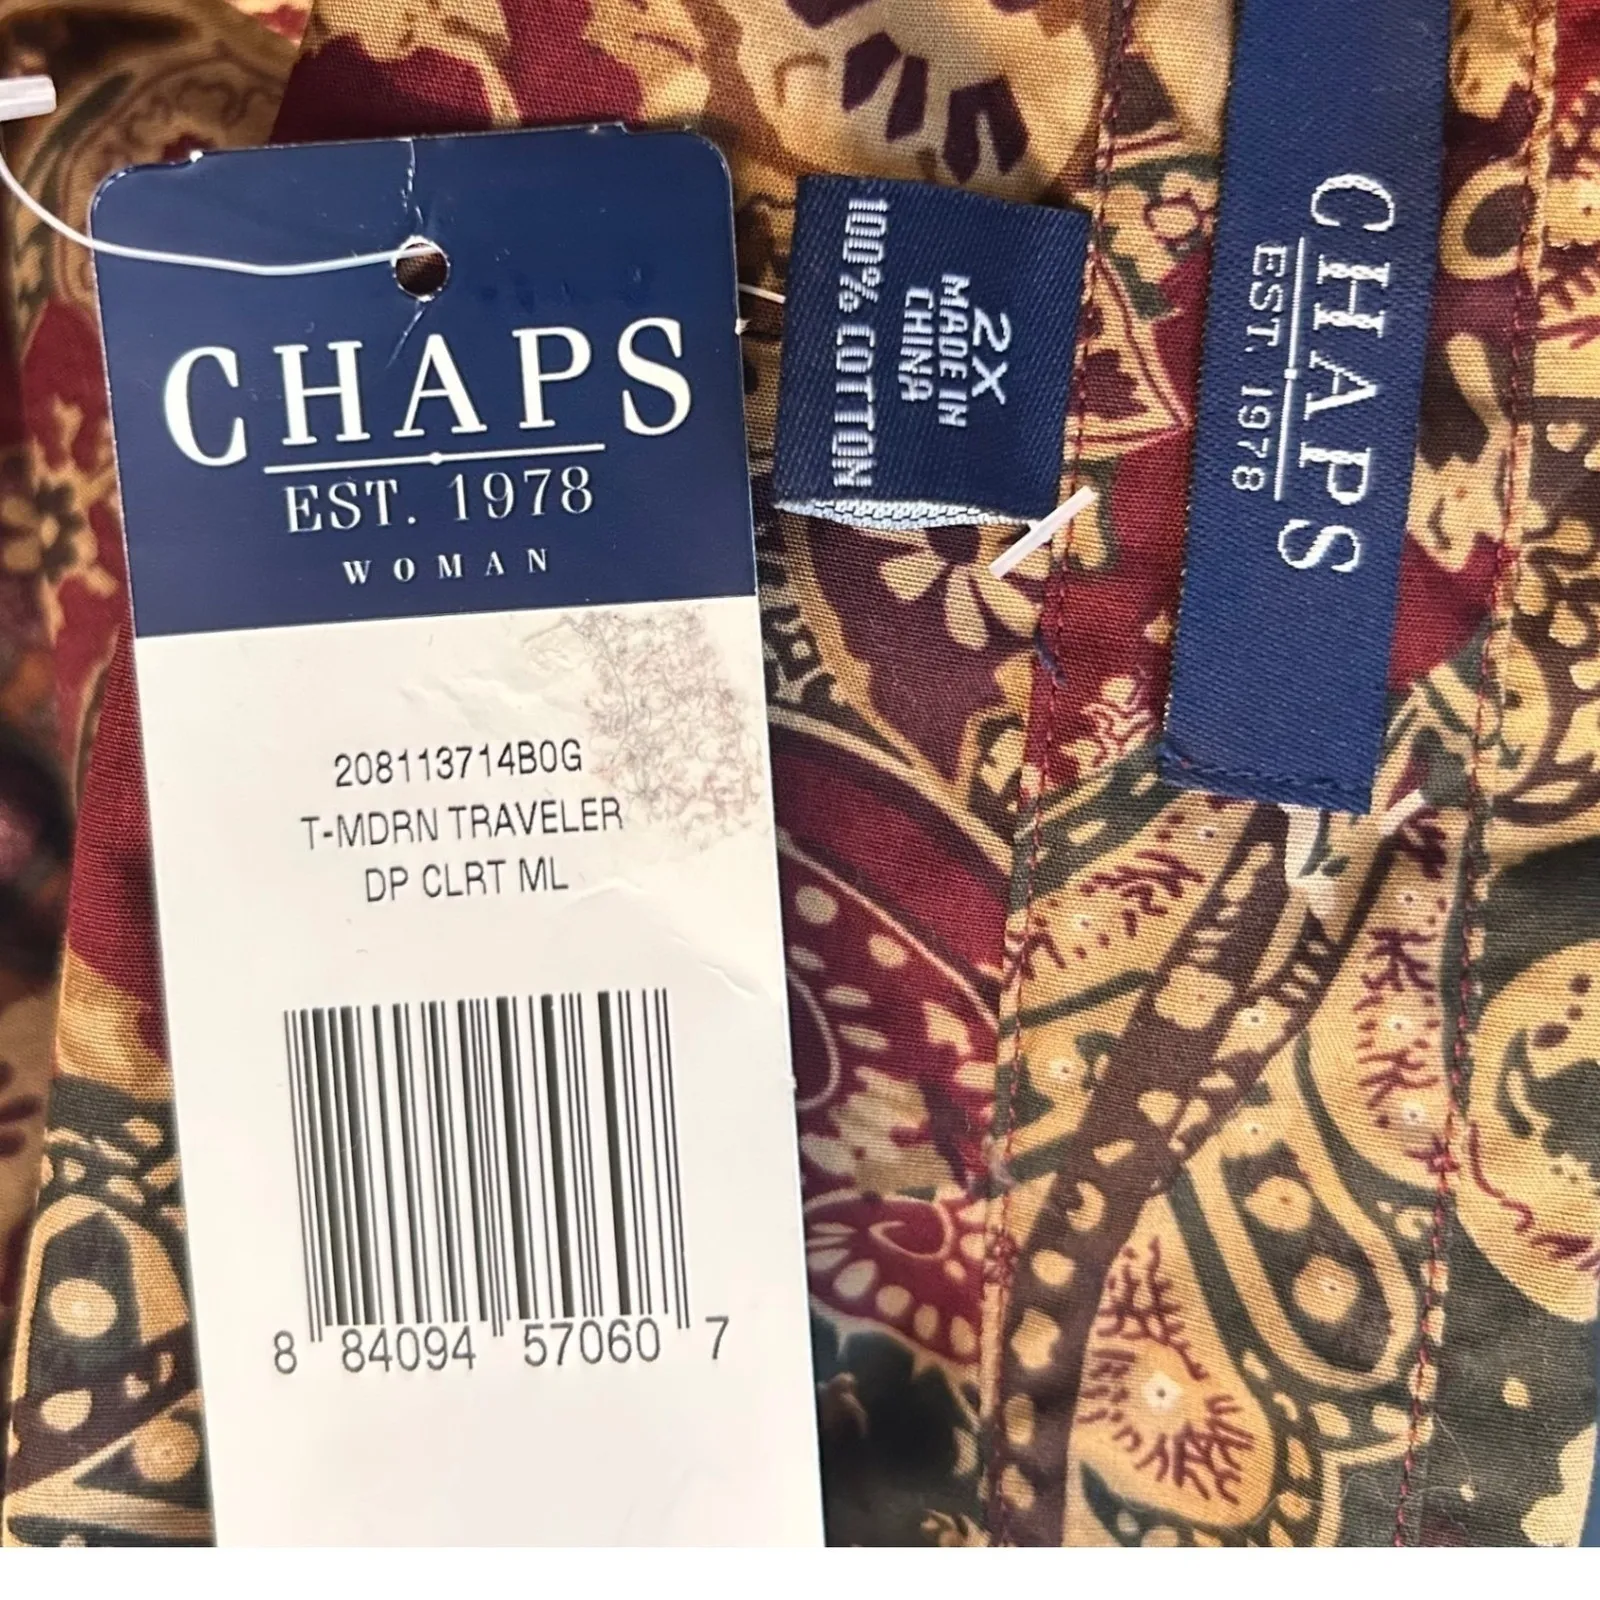 CHAPS
EST. 1978
WOMAN
208113714B0G
T-MDRN TRAVELER
DP CLRT ML
8 84094 57060 7
2X
MADE IN
CHINA
100% COTTON
CHAPS
EST. 1978